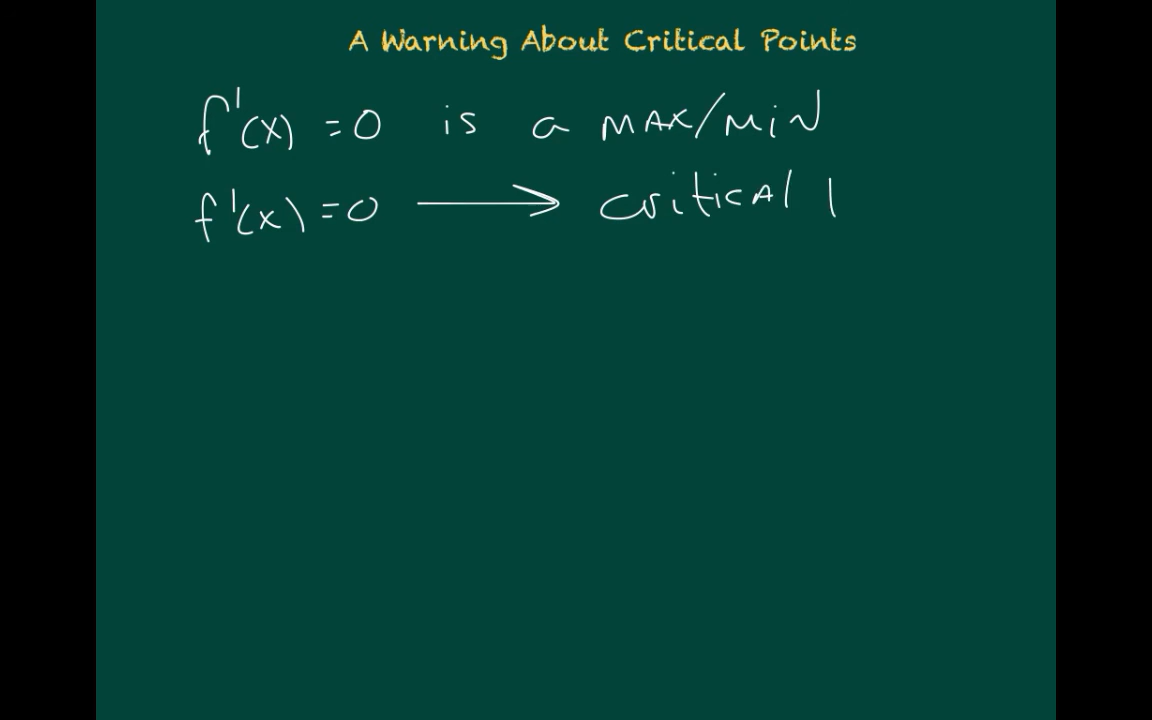 A Warning About Critical Points
f'(x) = 0 is a MAX/MiN
f'(x) = 0 → criticAl